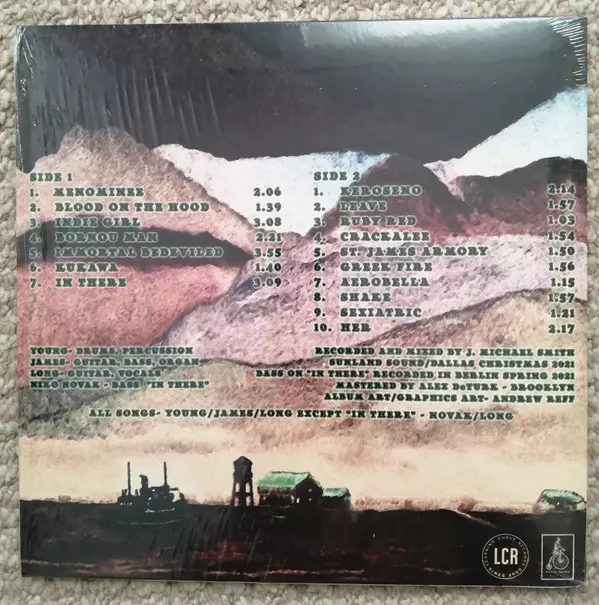 SIDE 1
1. MENOMINEE 2.06
2. BLOOD ON THE HOOD 1.39
3. INDIE GIRL 3.08
4. BORNOU MAN 2.21
5. IMMORTAL BEDEVILED 3.55
6. KUKAWA 1.40
7. IN THERE 3.09
SIDE 2
1. KEROSENO 2.14
2. LTAVE 1.57
3. RUBY RED 1.03
4. CRACKALEE 1.54
5. ST. JAMES ARMORY 1.50
6. GREEK FIRE 1.56
7. AEROBELLA 1.15
8. SHAKE 1.57
9. SEXIATRIC 1.21
10. HER 2.17
YOUNG- DRUMS, PERCUSSION
JAMES- GUITAR, BASS, ORGAN
LONG- GUITAR, VOCALS
NIKO NOVAK - BASS "IN THERE"
RECORDED AND MIXED BY J. MICHAEL SMITH
SUNLAND SOUND/DALLAS CHRISTMAS 2021
BASS ON "IN THERE" RECORDED IN BERLIN SPRING 2021
MASTERED BY ALEX DeTURK - BROOKLYN
ALBUM ART/GRAPHICS ART- ANDREW REFF
ALL SONGS- YOUNG/JAMES/LONG EXCEPT "IN THERE" - NOVAK/LONG
LEARNING CURVE RECORDS
LCR